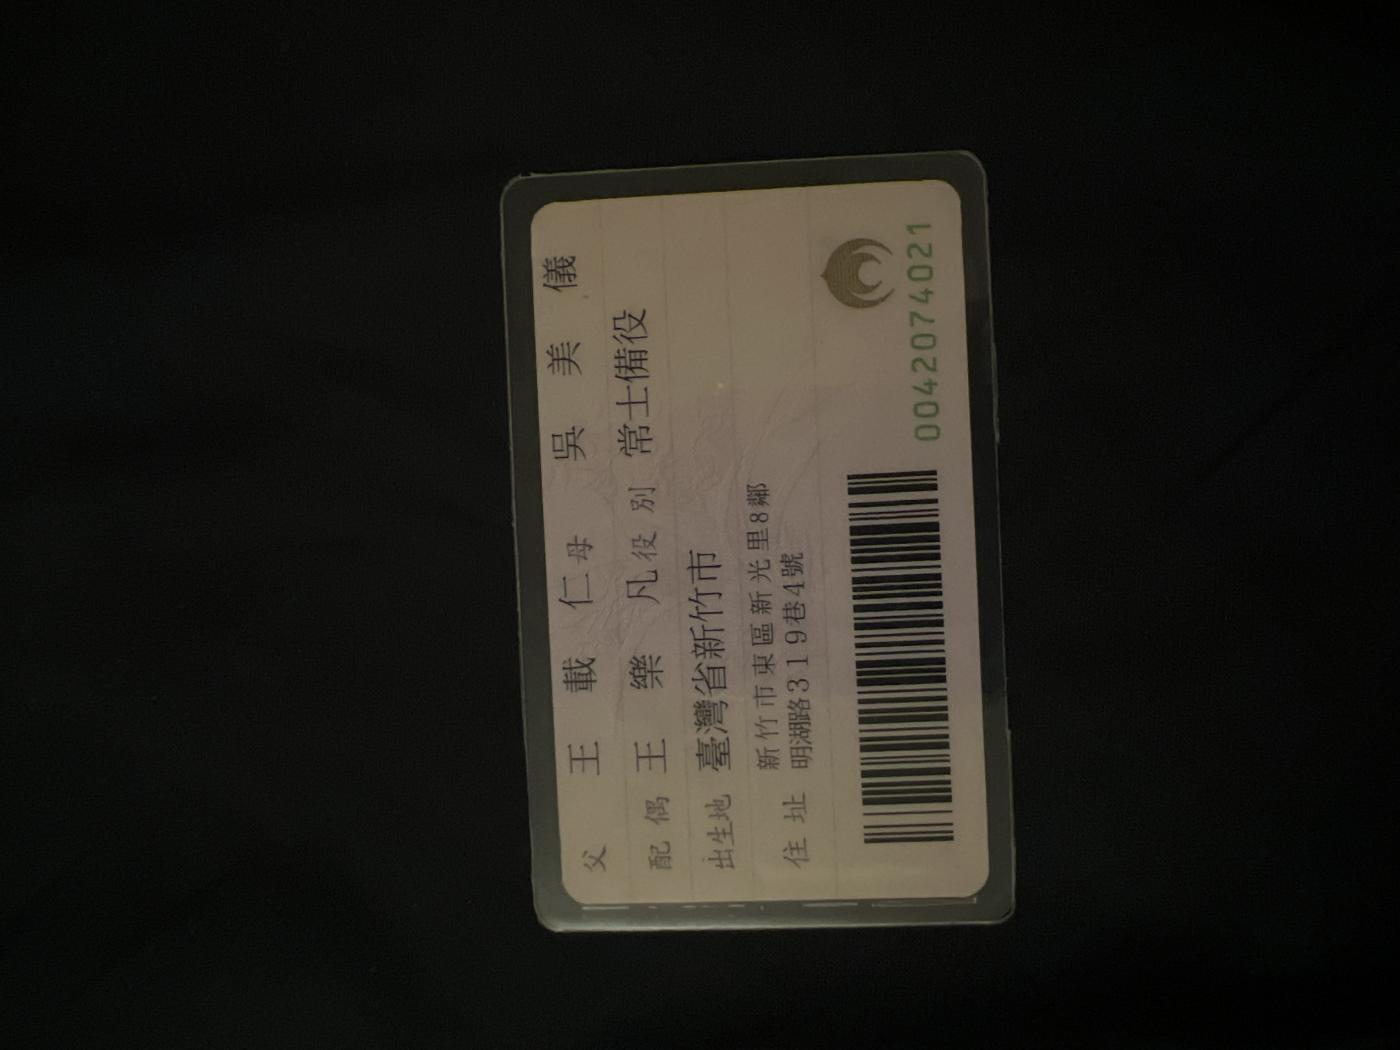 父 王載仁 母 吳美儀
配偶 王樂凡 役別 常士備役
出生地 臺灣省新竹市
住址 新竹市東區新光里8鄰
明湖路319巷4號
0042074021